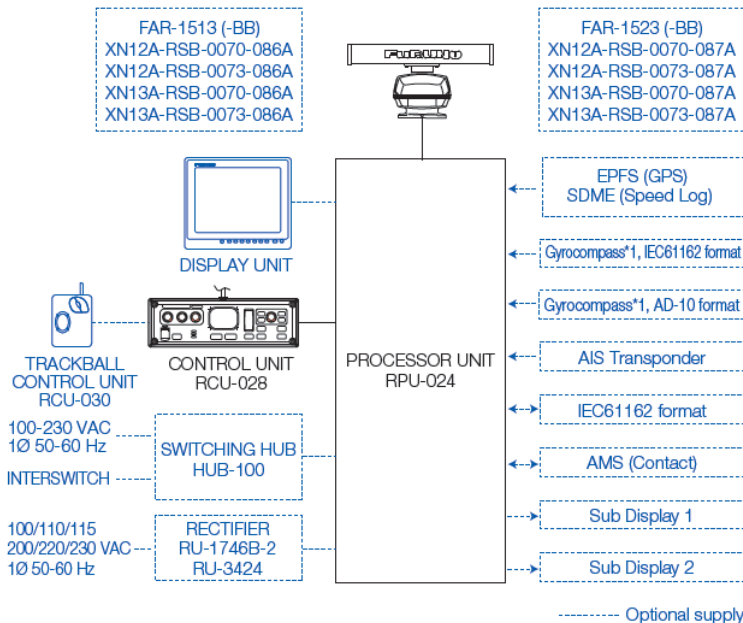 FAR-1513 (-BB)
XN12A-RSB-0070-086A
XN12A-RSB-0073-086A
XN13A-RSB-0070-086A
XN13A-RSB-0073-086A
FURUNO
FAR-1523 (-BB)
XN12A-RSB-0070-087A
XN12A-RSB-0073-087A
XN13A-RSB-0070-087A
XN13A-RSB-0073-087A
DISPLAY UNIT
TRACKBALL
CONTROL UNIT
RCU-030
CONTROL UNIT
RCU-028
PROCESSOR UNIT
RPU-024
100-230 VAC
1Ø 50-60 Hz
INTERSWITCH
SWITCHING HUB
HUB-100
100/110/115
200/220/230 VAC
1Ø 50-60 Hz
RECTIFIER
RU-1746B-2
RU-3424
EPFS (GPS)
SDME (Speed Log)
Gyrocompass*1, IEC61162 format
Gyrocompass*1, AD-10 format
AIS Transponder
IEC61162 format
AMS (Contact)
Sub Display 1
Sub Display 2
Optional supply